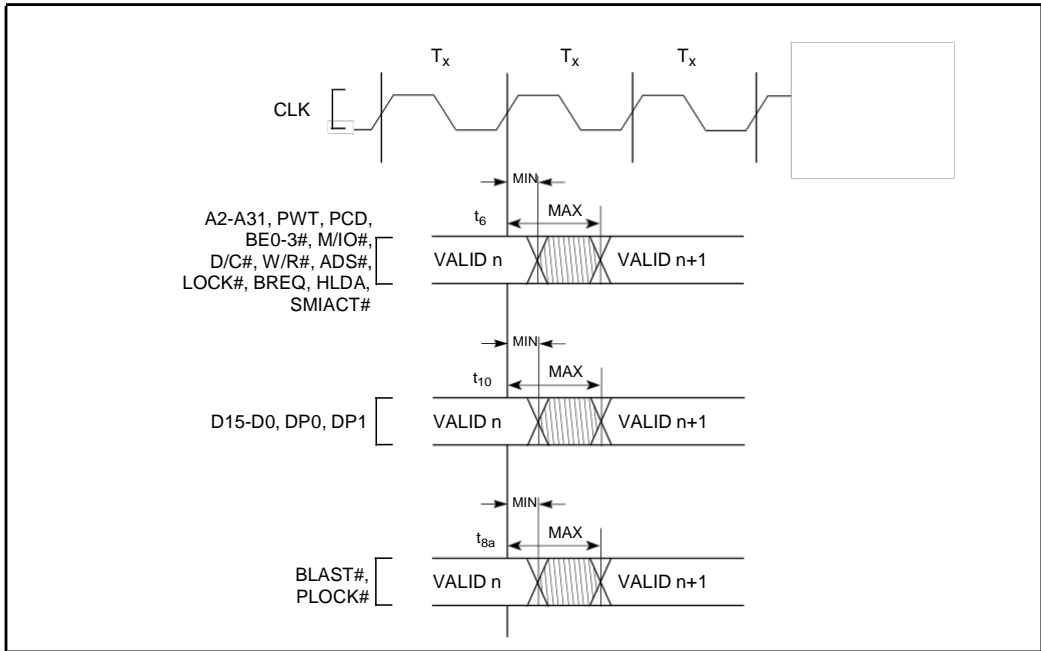 Tx Tx Tx
CLK
MIN
t6 MAX
A2-A31, PWT, PCD,
BE0-3#, M/IO#,
D/C#, W/R#, ADS#,
LOCK#, BREQ, HLDA,
SMIACT#
VALID n VALID n+1
MIN
t10 MAX
D15-D0, DP0, DP1
VALID n VALID n+1
MIN
t8a MAX
BLAST#,
PLOCK#
VALID n VALID n+1